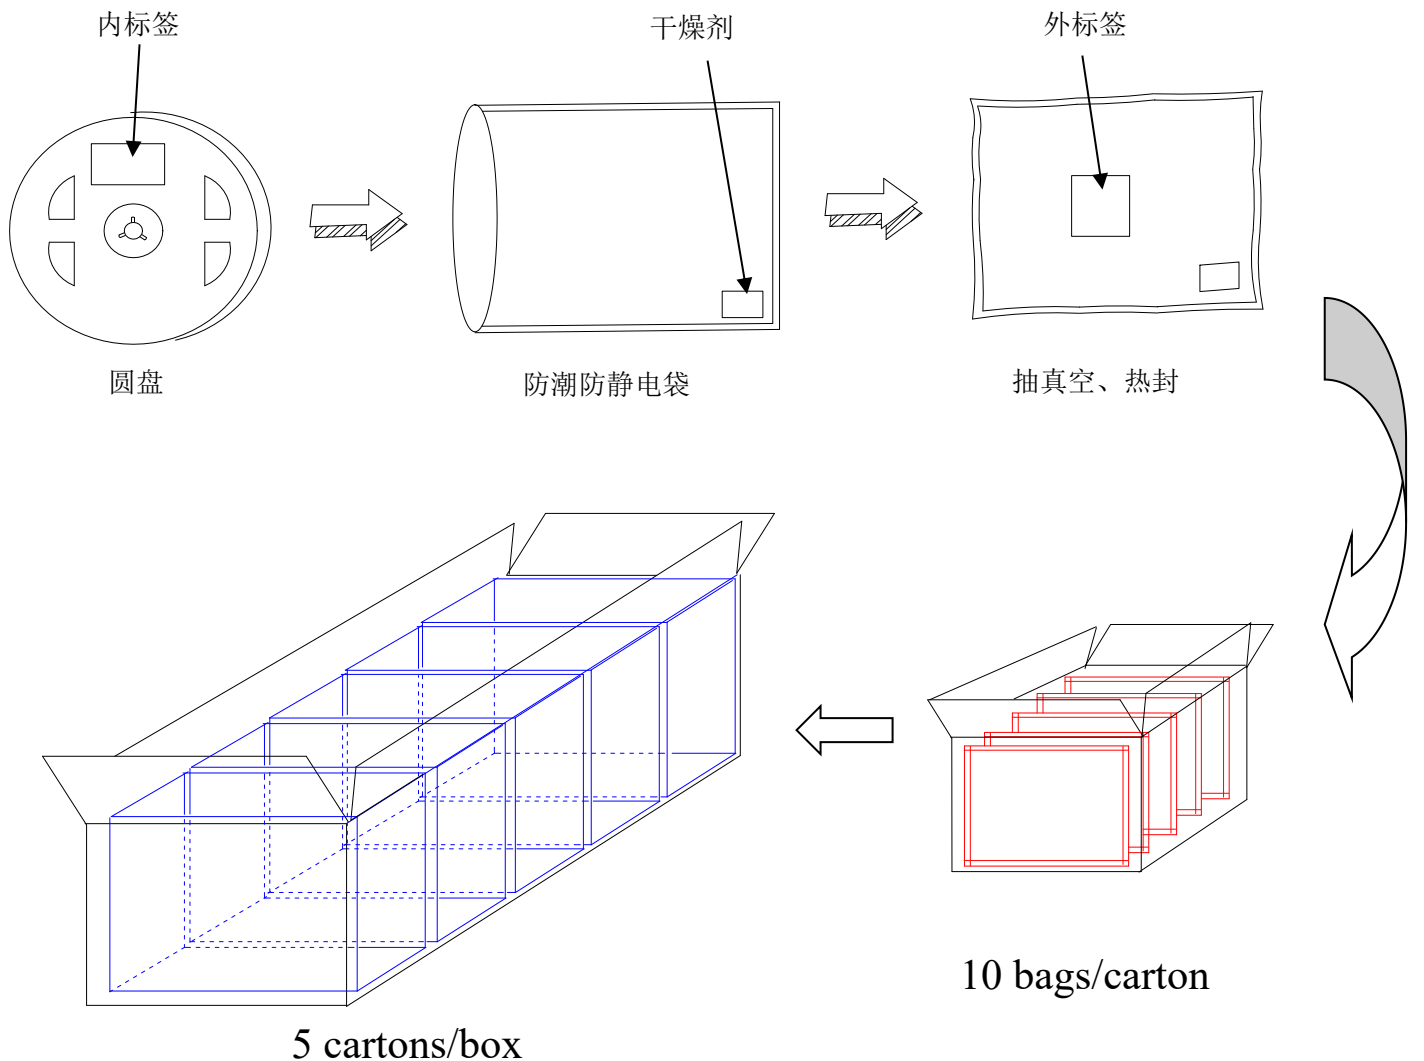 内标签
干燥剂
外标签
圆盘
防潮防静电袋
抽真空、热封
10 bags/carton
5 cartons/box